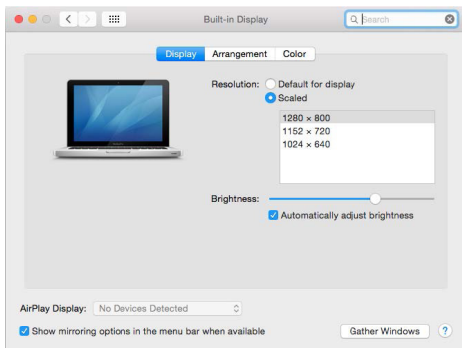 Built-in Display
Search
Display Arrangement Color
Resolution: Default for display
Scaled
1280 × 800
1152 × 720
1024 × 640
Brightness:
Automatically adjust brightness
AirPlay Display: No Devices Detected
Show mirroring options in the menu bar when available
Gather Windows ?